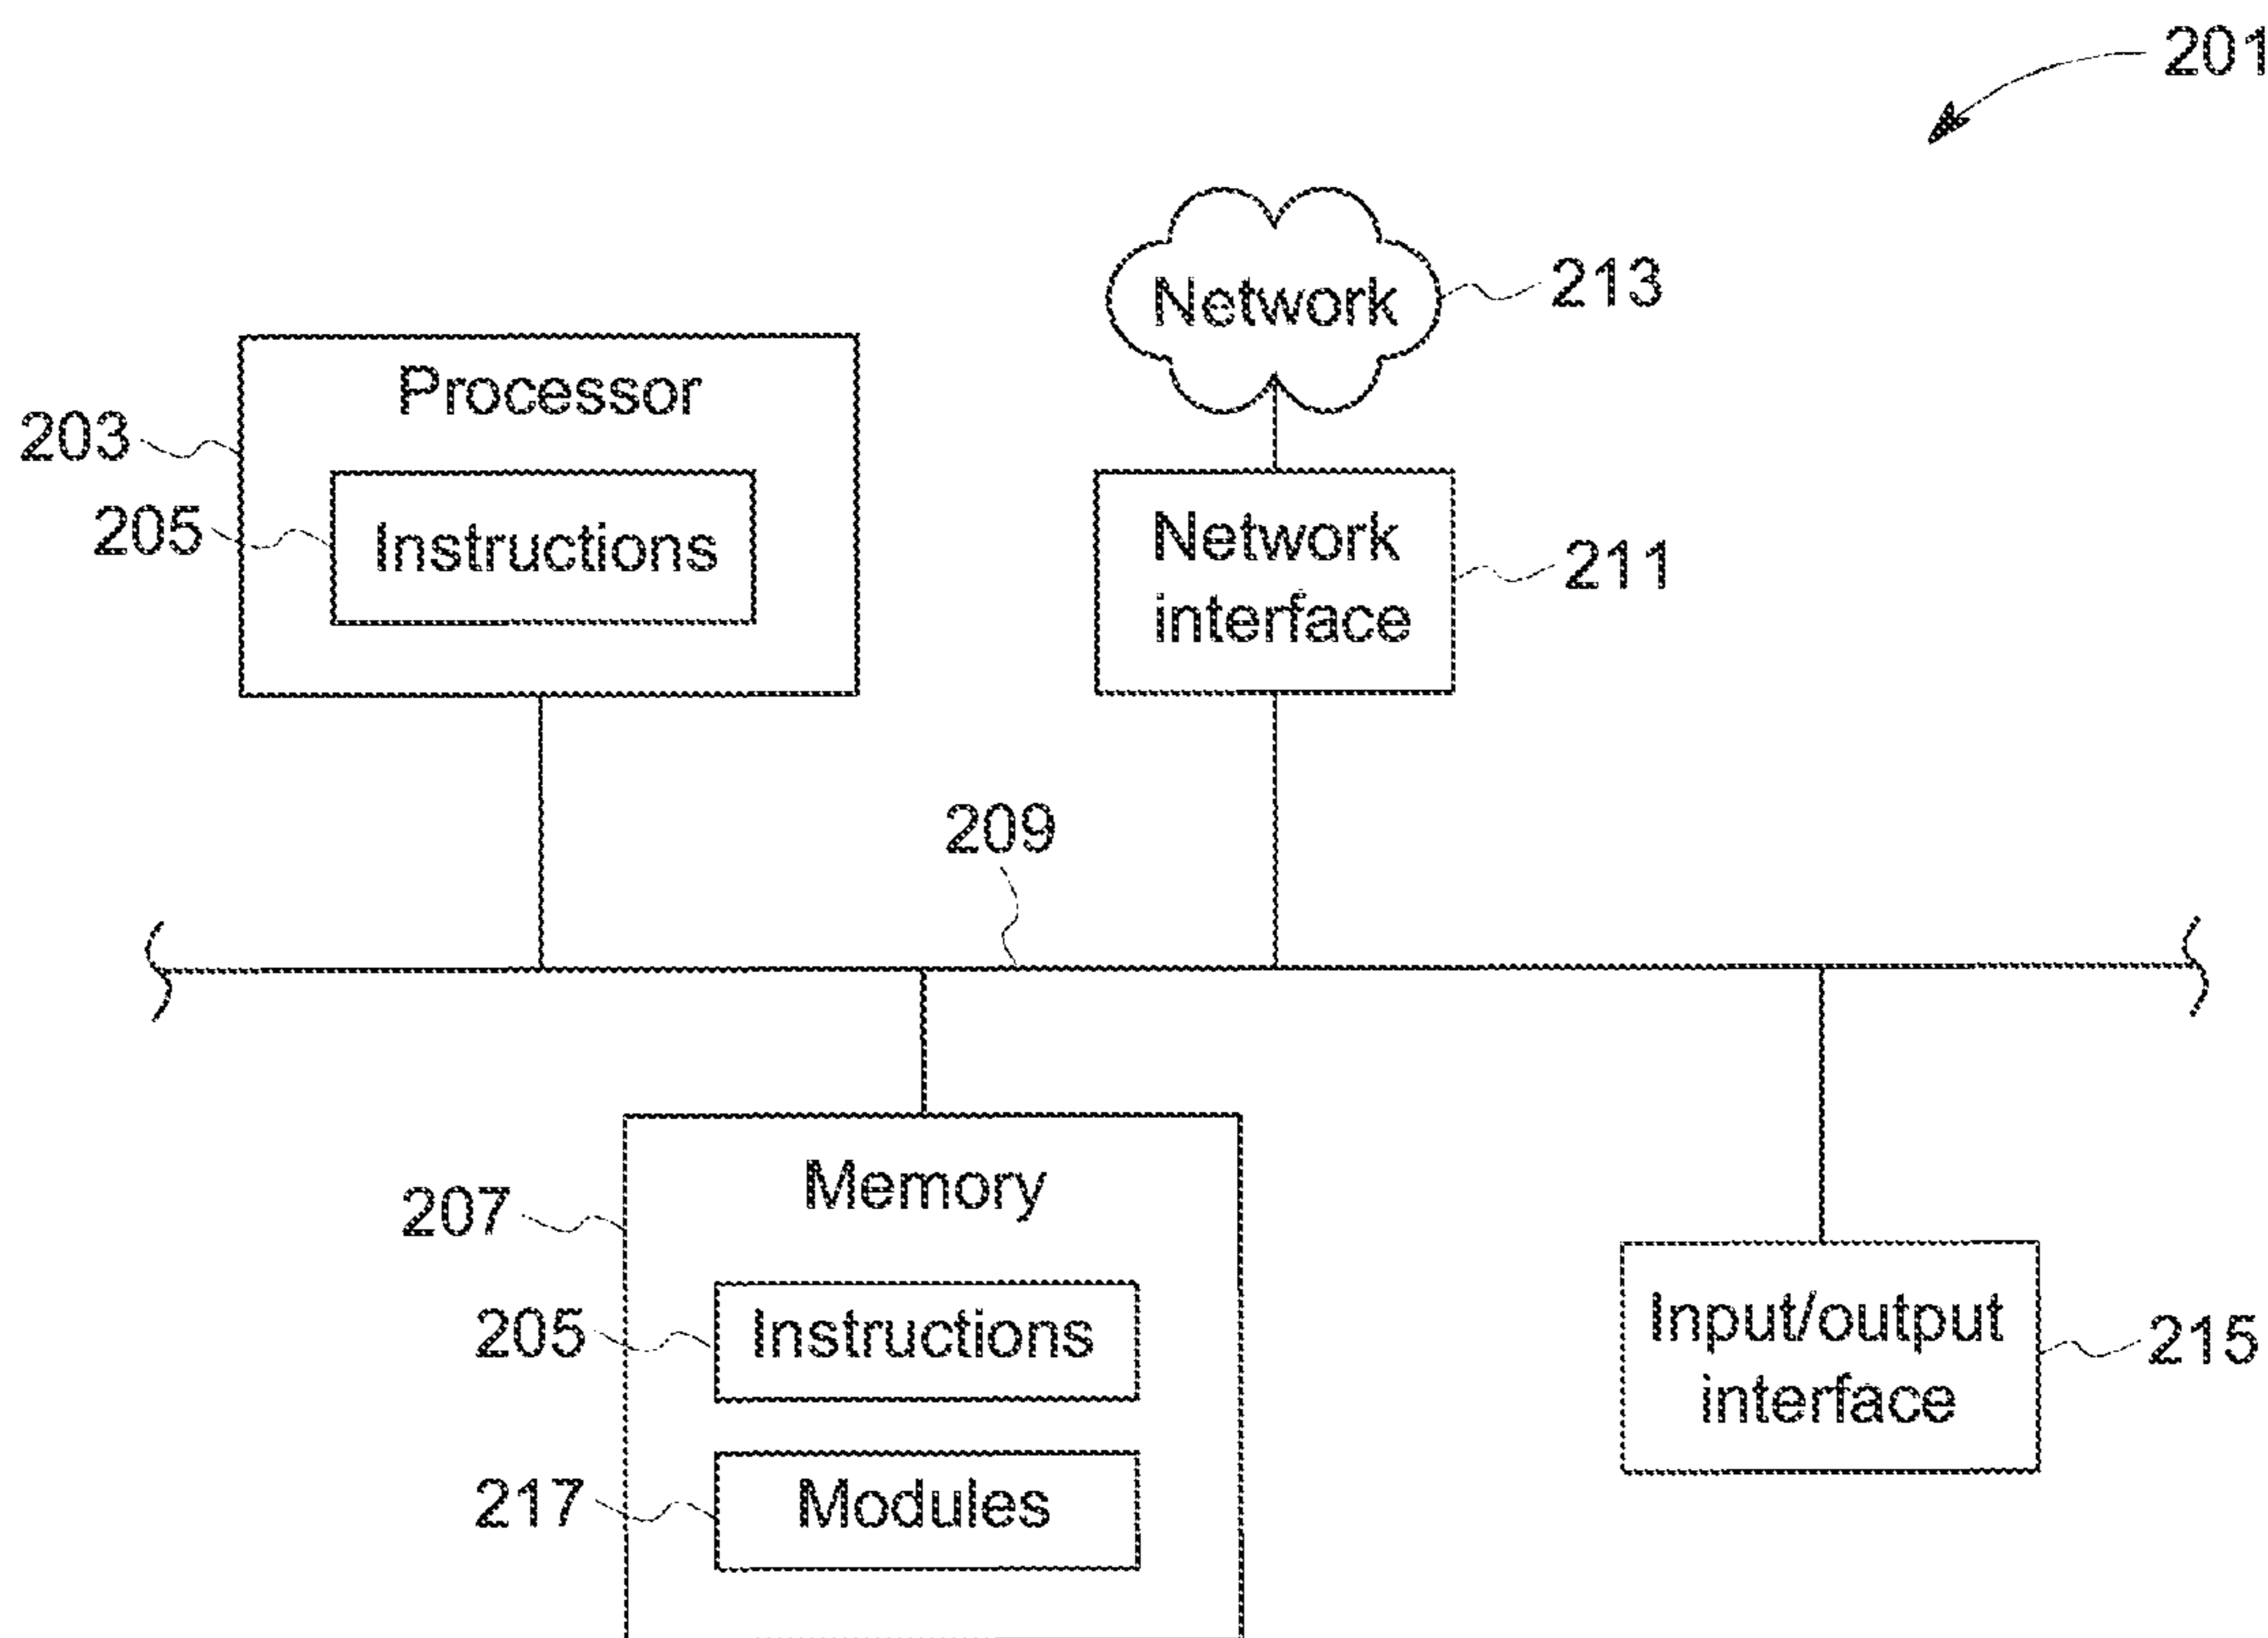 201
Network
213
Processor
203
205
Instructions
Network
interface
211
209
Memory
207
205
Instructions
217
Modules
Input/output
interface
215